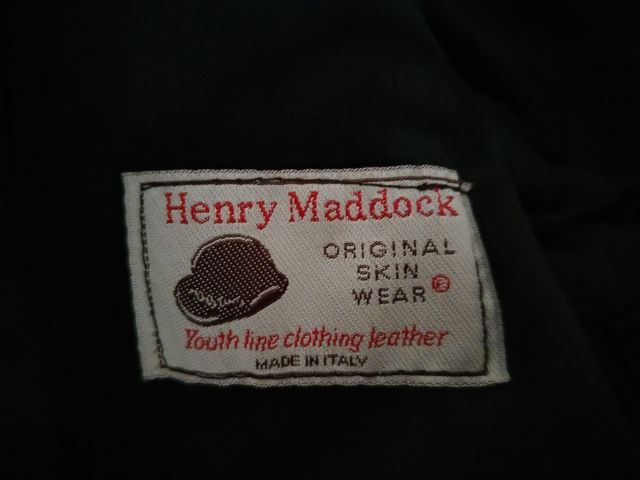 Henry Maddock
ORIGINAL
SKIN
WEAR ®
Youth line clothing leather
MADE IN ITALY